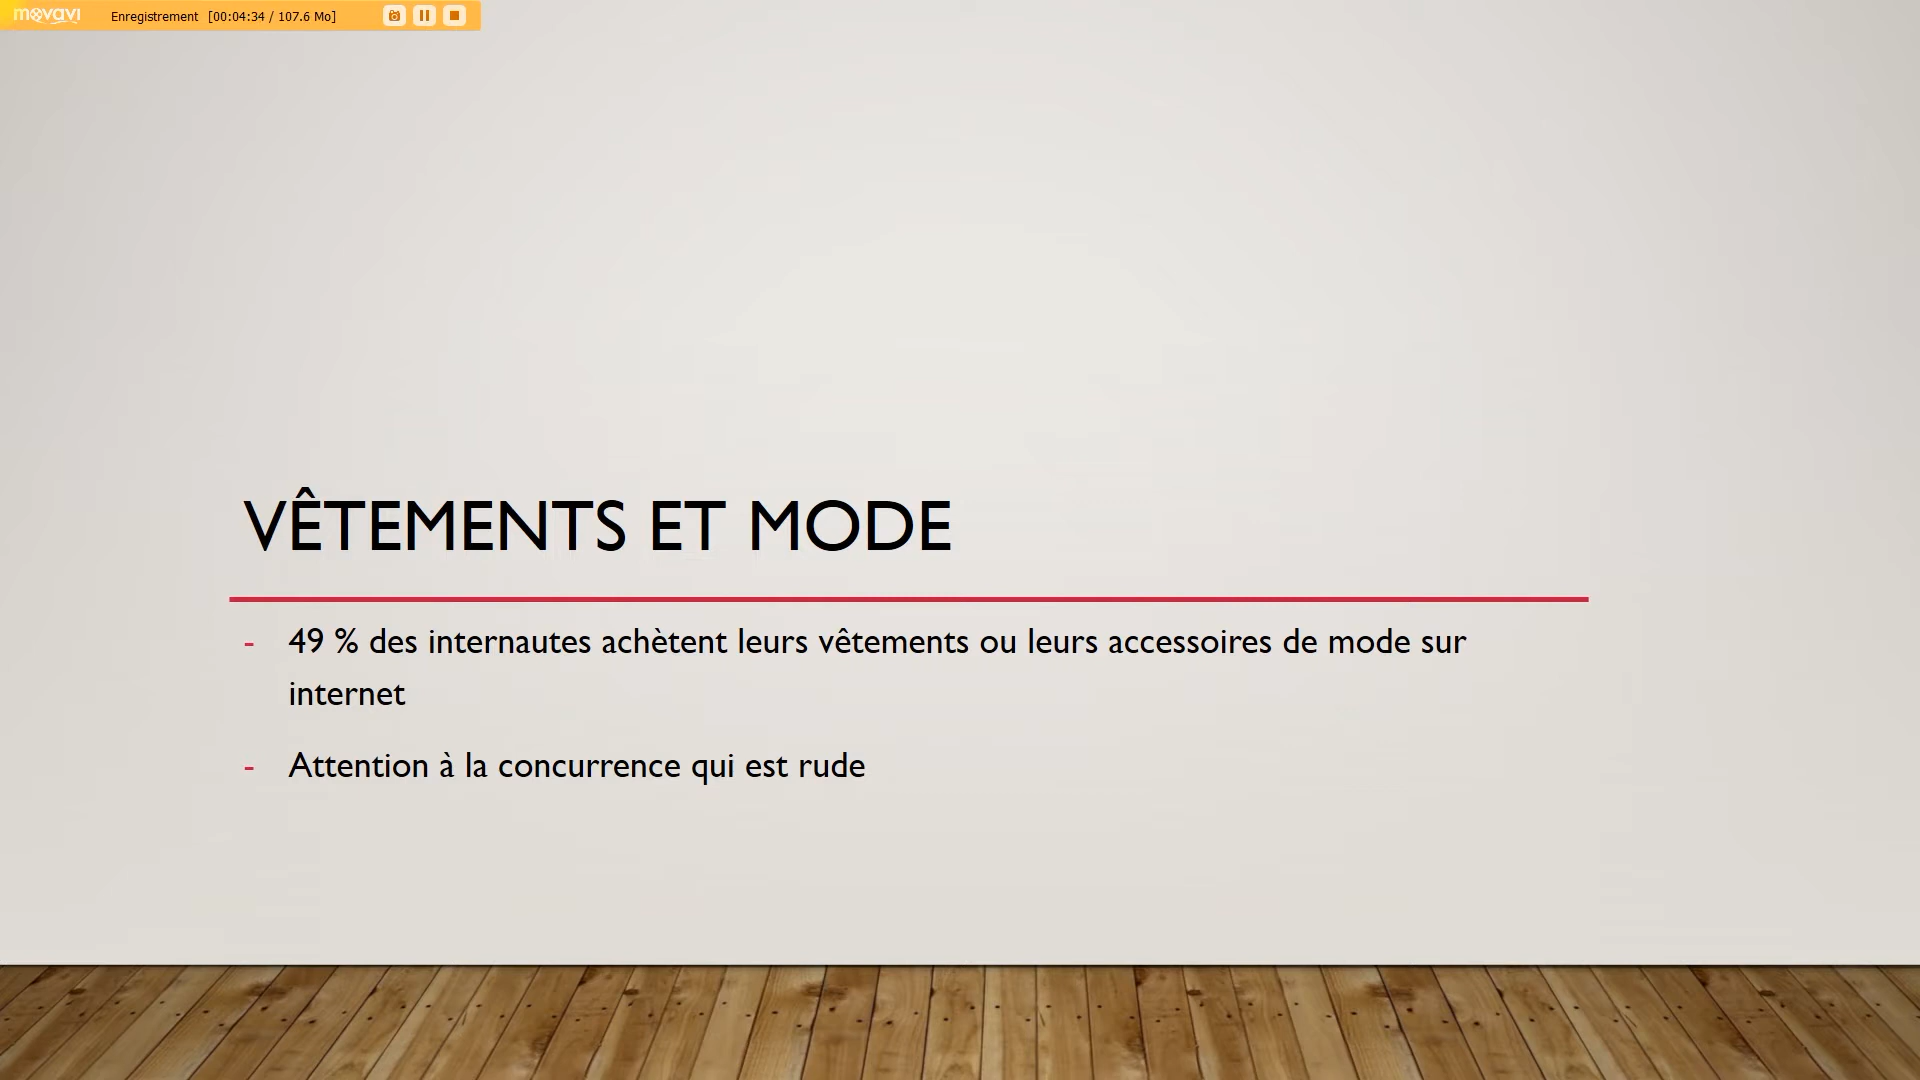 movavi Enregistrement [00:04:34 / 107.6 Mo]
VÊTEMENTS ET MODE
- 49 % des internautes achètent leurs vêtements ou leurs accessoires de mode sur
internet
- Attention à la concurrence qui est rude